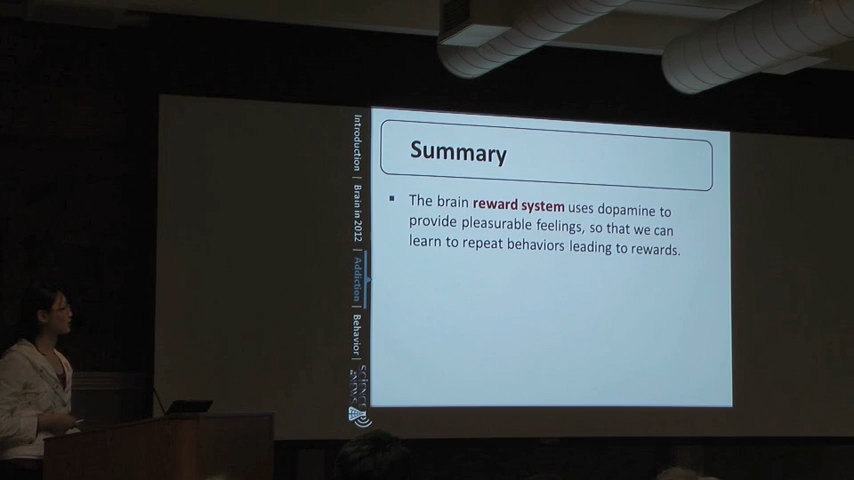 Summary
▪ The brain reward system uses dopamine to
provide pleasurable feelings, so that we can
learn to repeat behaviors leading to rewards.
Introduction | Brain in 2012 | Addiction | Behavior |